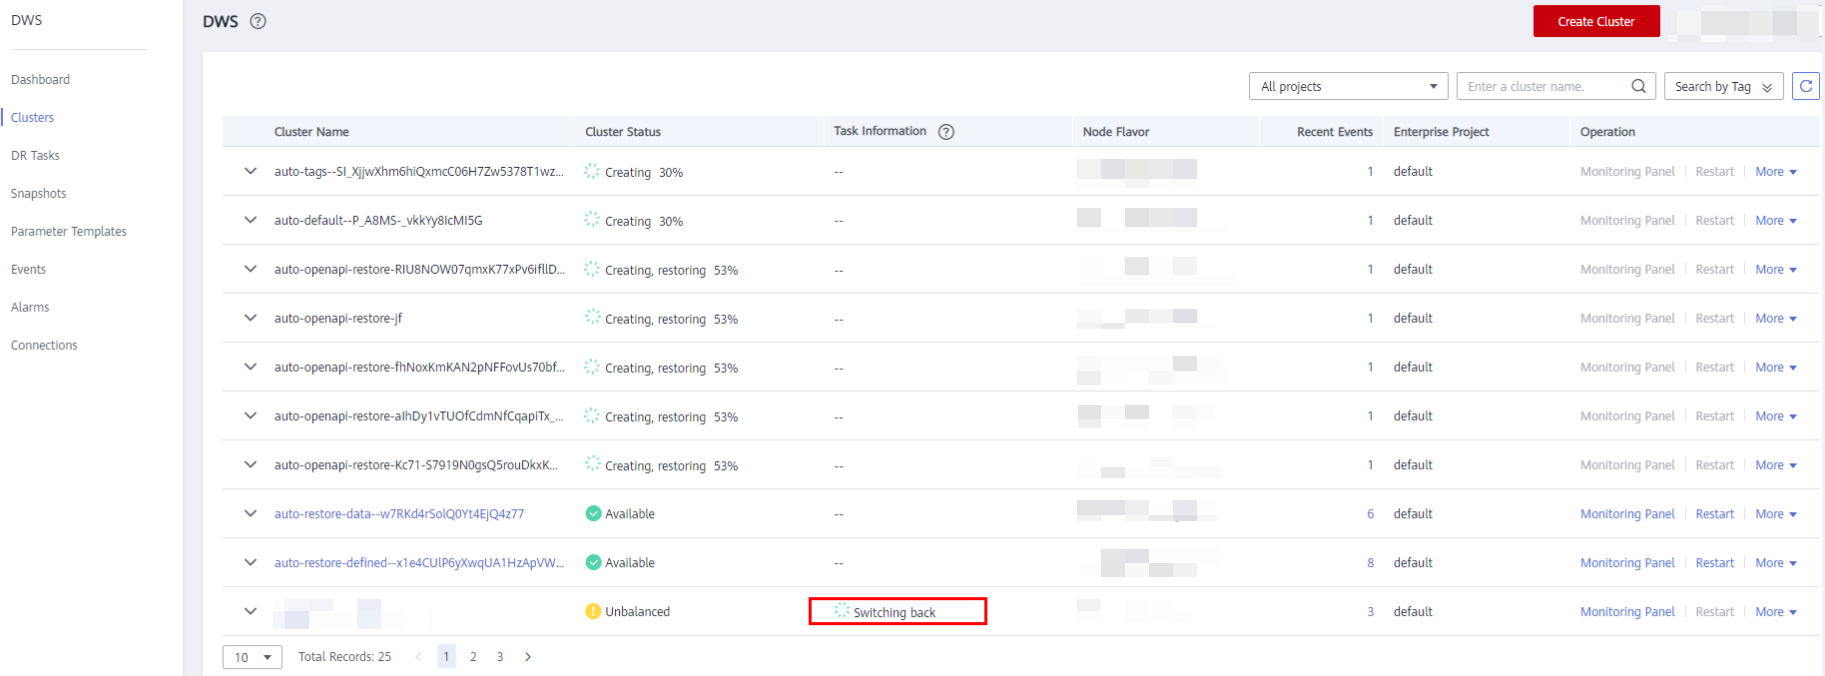 DWS
Dashboard
Clusters
DR Tasks
Snapshots
Parameter Templates
Events
Alarms
Connections
DWS
Create Cluster
All projects
Enter a cluster name.
Search by Tag
Cluster Name Cluster Status Task Information Node Flavor Recent Events Enterprise Project Operation
auto-tags--SI_XjjwXhm6hiQxmcC06H7Zw5378T1wz... Creating 30% -- 1 default Monitoring Panel Restart More
auto-default--P_A8MS-_vkkYy8IcMI5G Creating 30% -- 1 default Monitoring Panel Restart More
auto-openapi-restore-RIU8NOW07qmxK77xPv6ifllD... Creating, restoring 53% -- 1 default Monitoring Panel Restart More
auto-openapi-restore-jf Creating, restoring 53% -- 1 default Monitoring Panel Restart More
auto-openapi-restore-fhNoxKmKAN2pNFFovUs70bf... Creating, restoring 53% -- 1 default Monitoring Panel Restart More
auto-openapi-restore-aIhDy1vTUOfCdmNfCqapiTx_... Creating, restoring 53% -- 1 default Monitoring Panel Restart More
auto-openapi-restore-Kc71-S7919N0gsQ5rouDkxK... Creating, restoring 53% -- 1 default Monitoring Panel Restart More
auto-restore-data--w7RKd4rSolQ0Yt4EjQ4z77 Available -- 6 default Monitoring Panel Restart More
auto-restore-defined--x1e4CUlP6yXwqUA1HzApVW... Available -- 8 default Monitoring Panel Restart More
Unbalanced Switching back 3 default Monitoring Panel Restart More
10 Total Records: 25 < 1 2 3 >